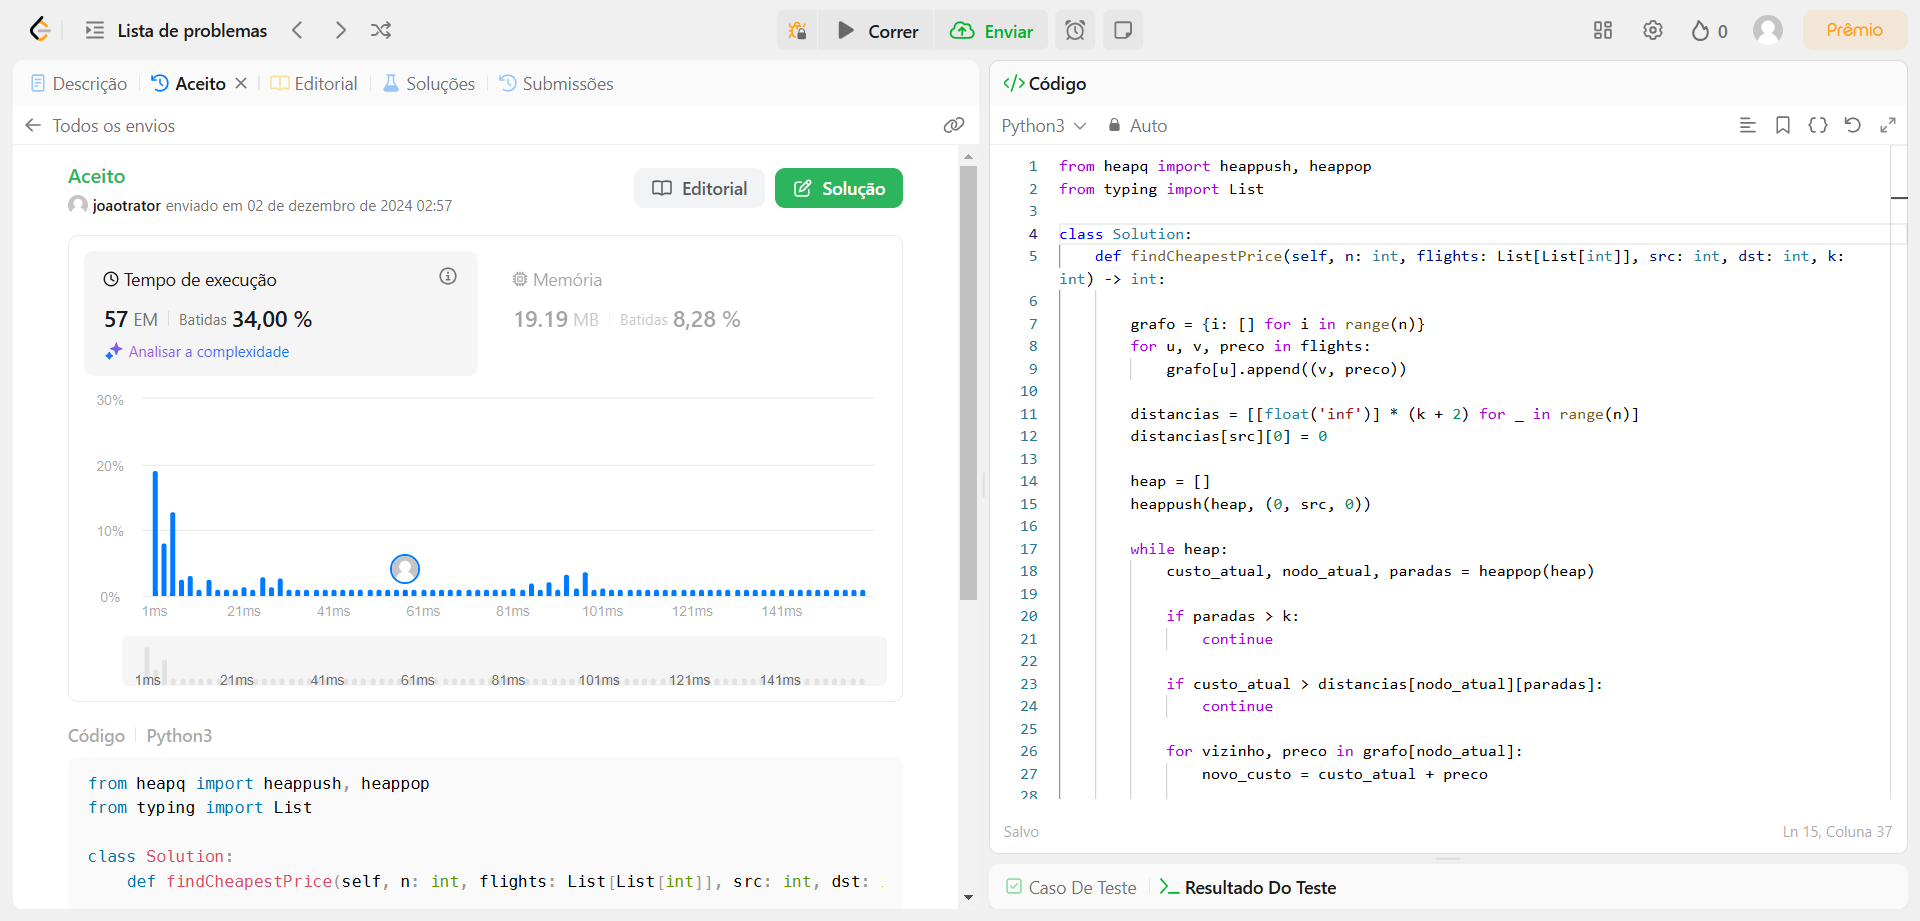 Lista de problemas
Correr
Enviar
0
Prêmio
Descrição
Aceito
Editorial
Soluções
Submissões
Todos os envios
Aceito
joaotrator enviado em 02 de dezembro de 2024 02:57
Editorial
Solução
Tempo de execução
57 EM
Batidas 34,00 %
Analisar a complexidade
Memória
19.19 MB
Batidas 8,28 %
30%
20%
10%
0%
1ms 21ms 41ms 61ms 81ms 101ms 121ms 141ms
1ms 21ms 41ms 61ms 81ms 101ms 121ms 141ms
Código
Python3
from heapq import heappush, heappop
from typing import List
class Solution:
def findCheapestPrice(self, n: int, flights: List[List[int]], src: int, dst:
Código
Python3
Auto
1 from heapq import heappush, heappop
2 from typing import List
3
4 class Solution:
5 def findCheapestPrice(self, n: int, flights: List[List[int]], src: int, dst: int, k:
int) -> int:
6
7 grafo = {i: [] for i in range(n)}
8 for u, v, preco in flights:
9 grafo[u].append((v, preco))
10
11 distancias = [[float('inf')] * (k + 2) for _ in range(n)]
12 distancias[src][0] = 0
13
14 heap = []
15 heappush(heap, (0, src, 0))
16
17 while heap:
18 custo_atual, nodo_atual, paradas = heappop(heap)
19
20 if paradas > k:
21 continue
22
23 if custo_atual > distancias[nodo_atual][paradas]:
24 continue
25
26 for vizinho, preco in grafo[nodo_atual]:
27 novo_custo = custo_atual + preco
28
Salvo
Ln 15, Coluna 37
Caso De Teste
Resultado Do Teste